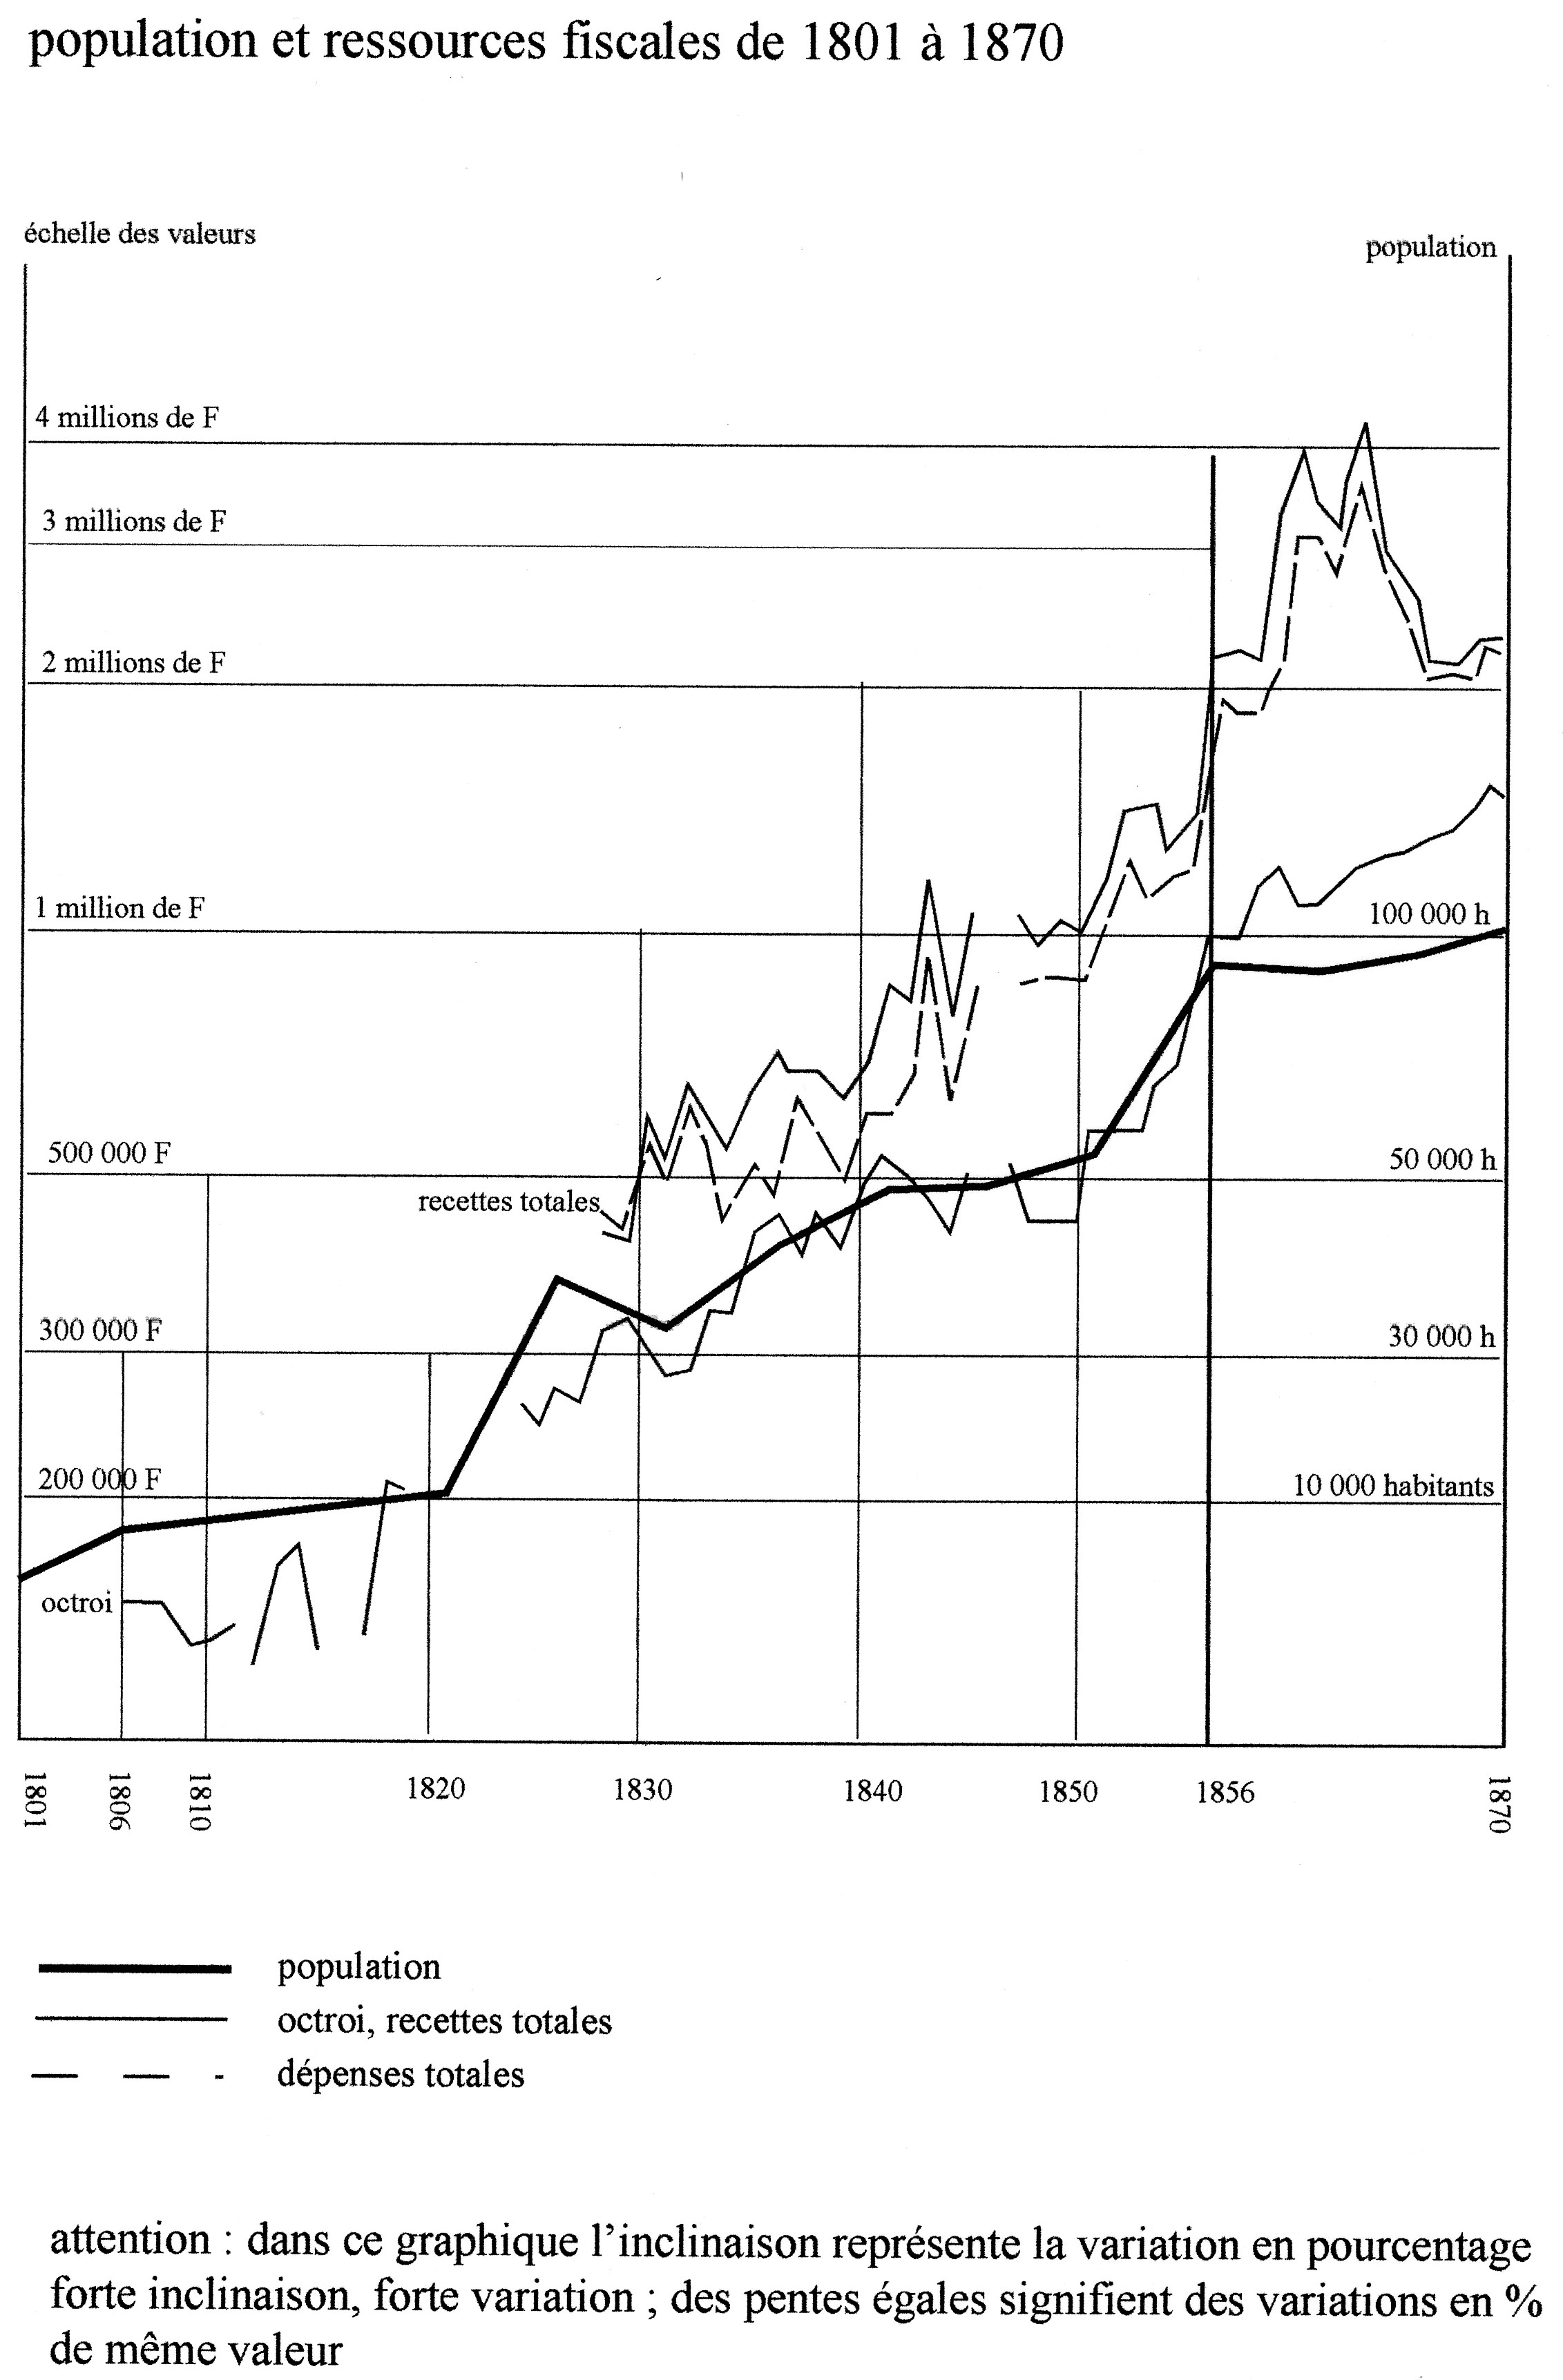 population et ressources fiscales de 1801 à 1870
échelle des valeurs
population
4 millions de F
3 millions de F
2 millions de F
1 million de F
100 000 h
500 000 F
50 000 h
recettes totales
300 000 F
30 000 h
200 000 F
10 000 habitants
octroi
1801
1806
1810
1820
1830
1840
1850
1856
1870
population
octroi, recettes totales
dépenses totales
attention : dans ce graphique l'inclinaison représente la variation en pourcentage
forte inclinaison, forte variation ; des pentes égales signifient des variations en %
de même valeur